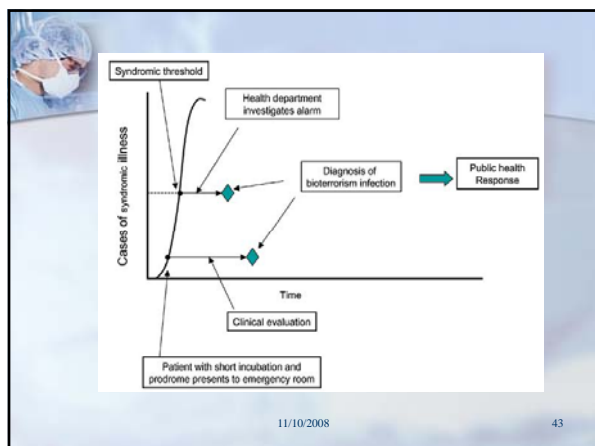 Syndromic threshold
Health department
investigates alarm
Cases of syndromic illness
Diagnosis of
bioterrorism infection
Public health
Response
Time
Clinical evaluation
Patient with short incubation and
prodrome presents to emergency room
11/10/2008
43